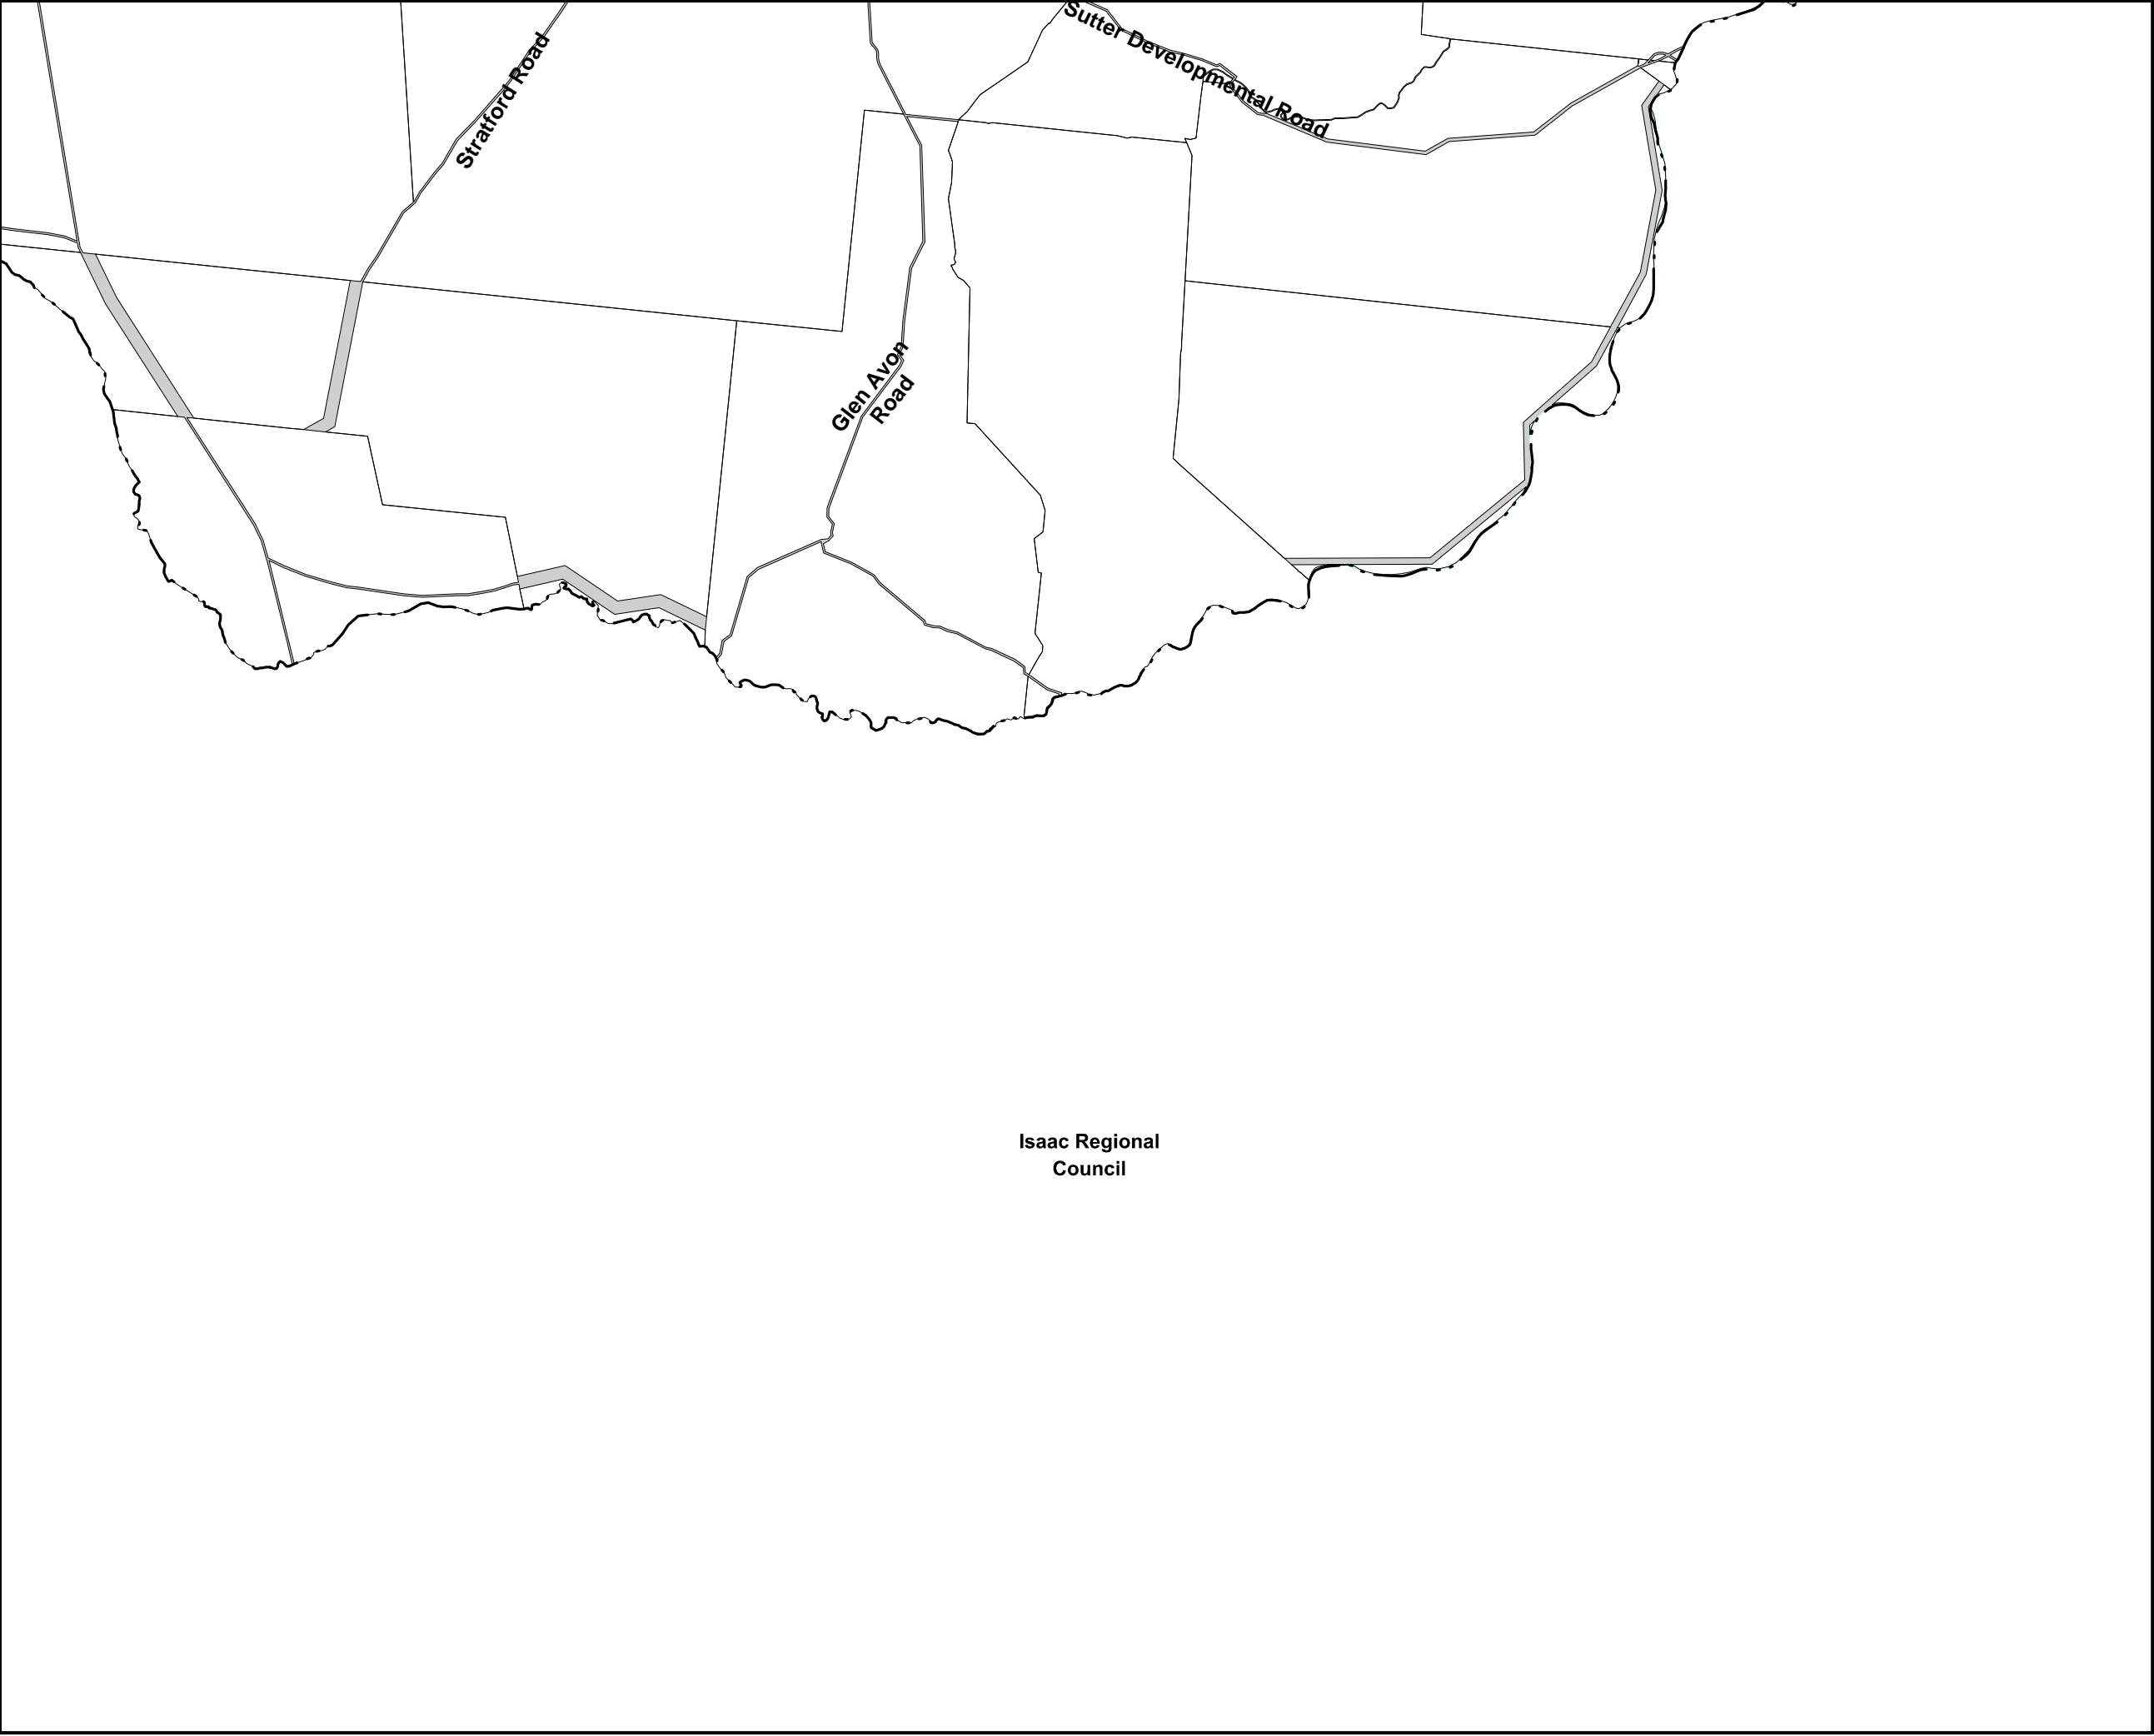 Sutter Developmental Road
Stratford Road
Glen Avon
Road
Isaac Regional
Council